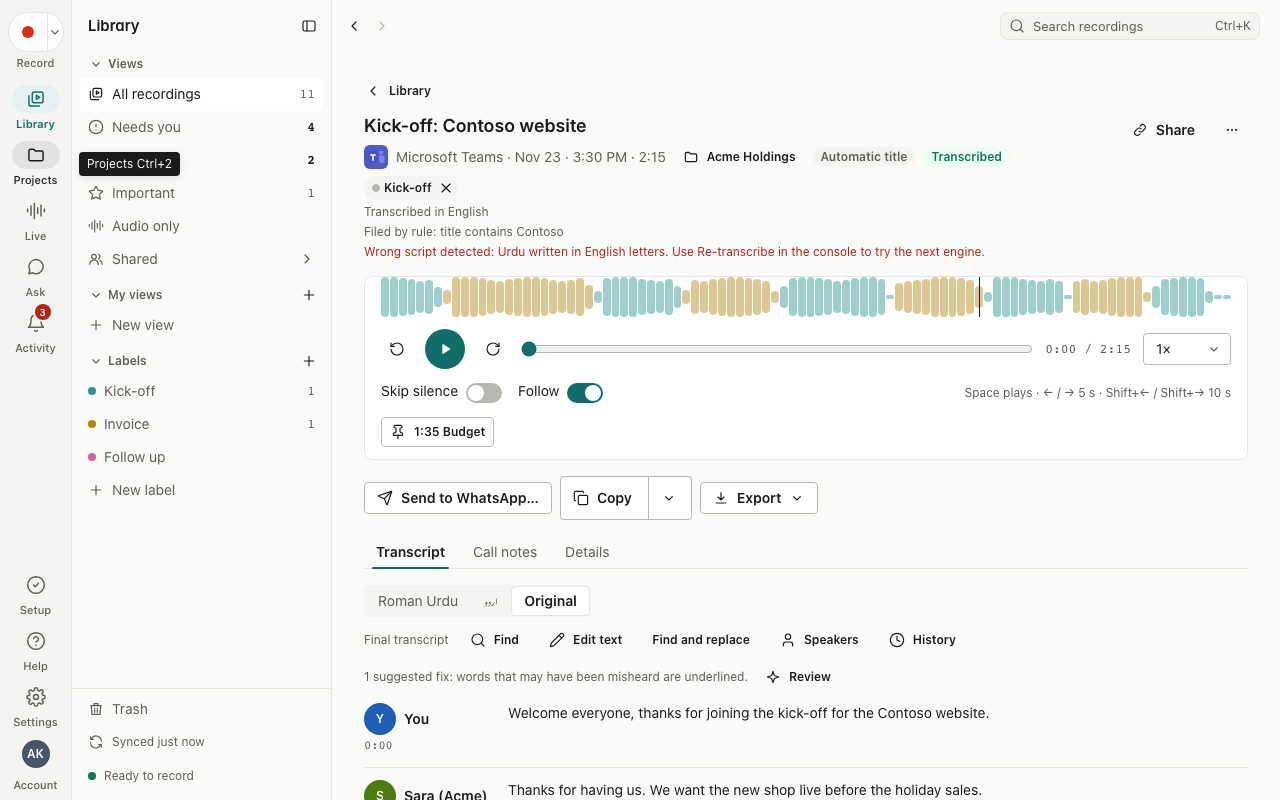 Record
Library
Projects
Live
Ask
3
Activity
Setup
Help
Settings
AK
Account
Library
Views
All recordings 11
Needs you 4
Projects Ctrl+2 2
Important 1
Audio only
Shared
My views
New view
Labels
Kick-off 1
Invoice 1
Follow up
New label
Trash
Synced just now
Ready to record
Search recordings Ctrl+K
Library
Kick-off: Contoso website
Share
T Microsoft Teams · Nov 23 · 3:30 PM · 2:15 Acme Holdings Automatic title Transcribed
Kick-off
Transcribed in English
Filed by rule: title contains Contoso
Wrong script detected: Urdu written in English letters. Use Re-transcribe in the console to try the next engine.
0:00 / 2:15 1×
Skip silence Follow Space plays · ← / → 5 s · Shift+← / Shift+→ 10 s
1:35 Budget
Send to WhatsApp... Copy Export
Transcript Call notes Details
Roman Urdu Original
Final transcript Find Edit text Find and replace Speakers History
1 suggested fix: words that may have been misheard are underlined. Review
Y You Welcome everyone, thanks for joining the kick-off for the Contoso website.
0:00
S Sara (Acme) Thanks for having us. We want the new shop live before the holiday sales.